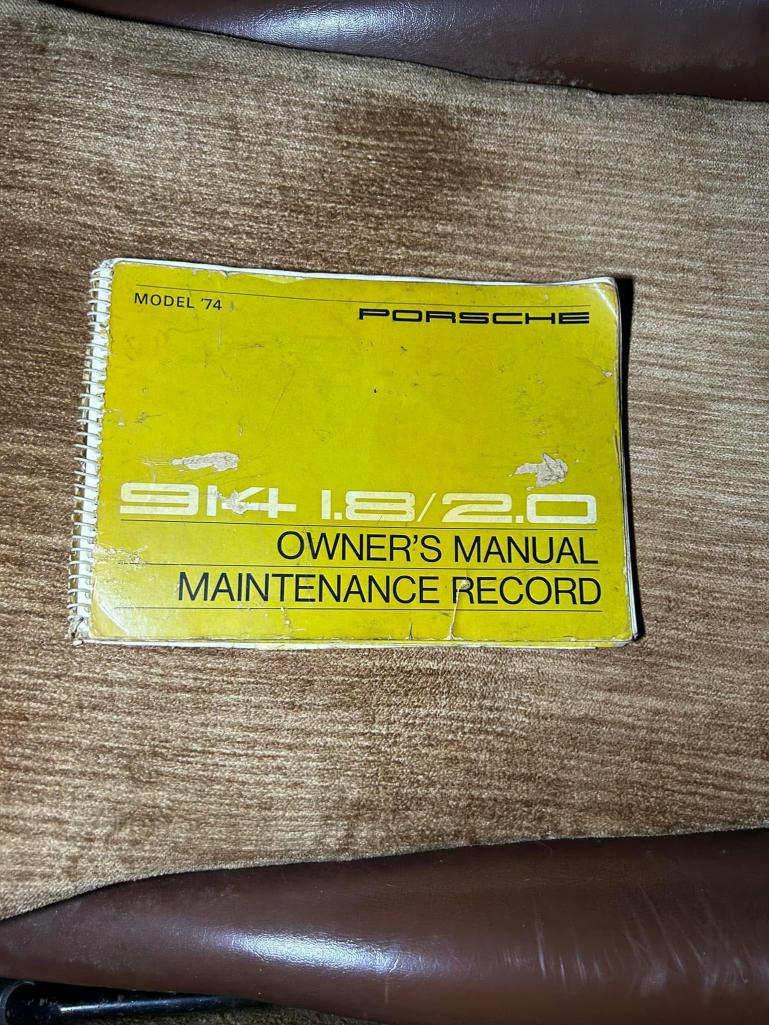 MODEL '74
PORSCHE
914 1.8/2.0
OWNER'S MANUAL
MAINTENANCE RECORD